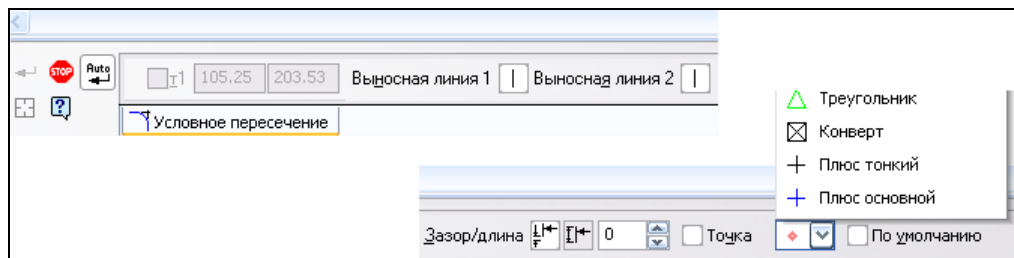 STOP Auto т1 105.25 203.53 Выносная линия 1 Выносная линия 2
? Условное пересечение
Треугольник
Конверт
Плюс тонкий
Плюс основной
Зазор/длина 0 Точка По умолчанию